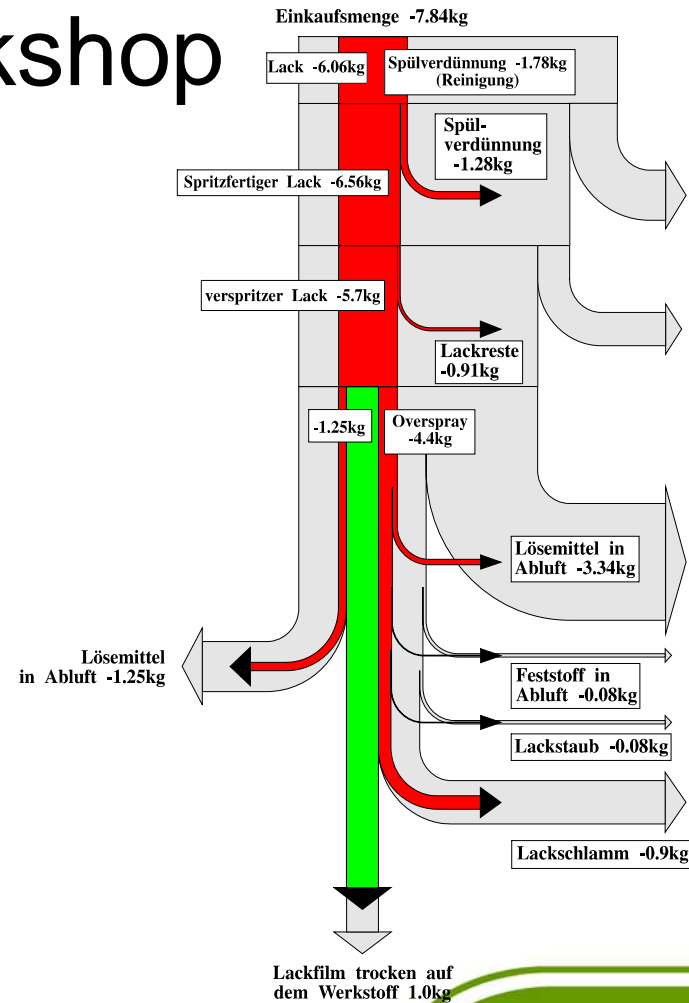 kshop
Einkaufsmenge -7.84kg
Lack -6.06kg
Spülverdünnung -1.78kg
(Reinigung)
Spül-
verdünnung
-1.28kg
Spritzfertiger Lack -6.56kg
verspritzer Lack -5.7kg
Lackreste
-0.91kg
-1.25kg
Overspray
-4.4kg
Lösemittel in
Abluft -3.34kg
Lösemittel
in Abluft -1.25kg
Feststoff in
Abluft -0.08kg
Lackstaub -0.08kg
Lackschlamm -0.9kg
Lackfilm trocken auf
dem Werkstoff 1.0kg